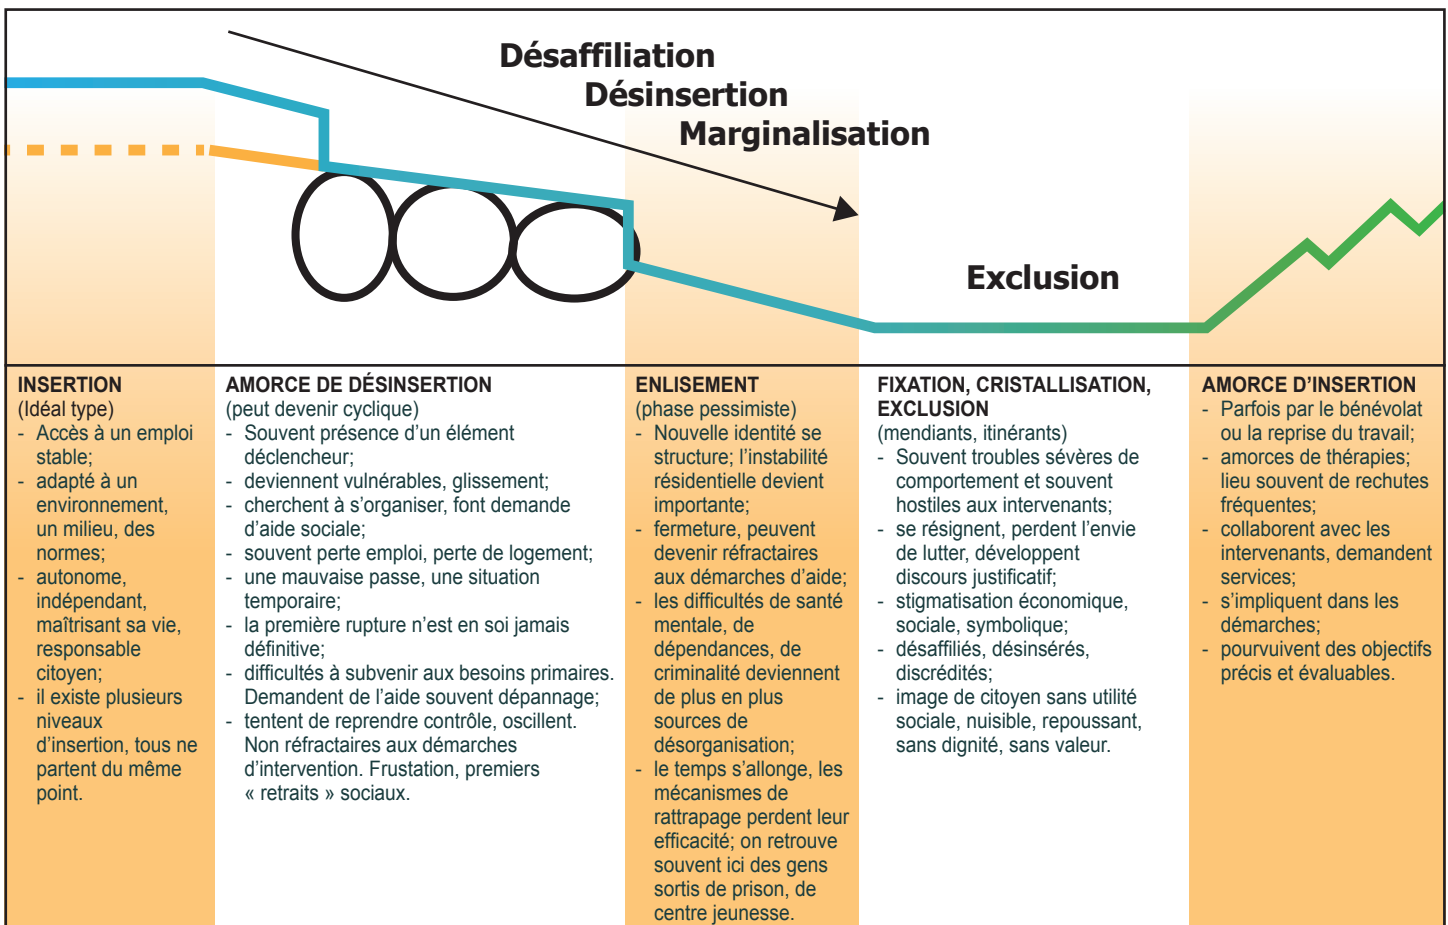 Désaffiliation
Désinsertion
Marginalisation
Exclusion
INSERTION
(Idéal type)
- Accès à un emploi
stable;
- adapté à un
environnement,
un milieu, des
normes;
- autonome,
indépendant,
maîtrisant sa vie,
responsable
citoyen;
- il existe plusieurs
niveaux
d’insertion, tous ne
partent du même
point.
AMORCE DE DÉSINSERTION
(peut devenir cyclique)
- Souvent présence d’un élément
déclencheur;
- deviennent vulnérables, glissement;
- cherchent à s’organiser, font demande
d’aide sociale;
- souvent perte emploi, perte de logement;
- une mauvaise passe, une situation
temporaire;
- la première rupture n’est en soi jamais
définitive;
- difficultés à subvenir aux besoins primaires.
Demandent de l’aide souvent dépannage;
- tentent de reprendre contrôle, oscillent.
Non réfractaires aux démarches
d’intervention. Frustation, premiers
« retraits » sociaux.
ENLISEMENT
(phase pessimiste)
- Nouvelle identité se
structure; l’instabilité
résidentielle devient
importante;
- fermeture, peuvent
devenir réfractaires
aux démarches d’aide;
- les difficultés de santé
mentale, de
dépendances, de
criminalité deviennent
de plus en plus
sources de
désorganisation;
- le temps s’allonge, les
mécanismes de
rattrapage perdent leur
efficacité; on retrouve
souvent ici des gens
sortis de prison, de
centre jeunesse.
FIXATION, CRISTALLISATION,
EXCLUSION
(mendiants, itinérants)
- Souvent troubles sévères de
comportement et souvent
hostiles aux intervenants;
- se résignent, perdent l’envie
de lutter, développent
discours justificatif;
- stigmatisation économique,
sociale, symbolique;
- désaffiliés, désinsérés,
discrédités;
- image de citoyen sans utilité
sociale, nuisible, repoussant,
sans dignité, sans valeur.
AMORCE D’INSERTION
- Parfois par le bénévolat
ou la reprise du travail;
- amorces de thérapies;
lieu souvent de rechutes
fréquentes;
- collaborent avec les
intervenants, demandent
services;
- s’impliquent dans les
démarches;
- pourvuivent des objectifs
précis et évaluables.